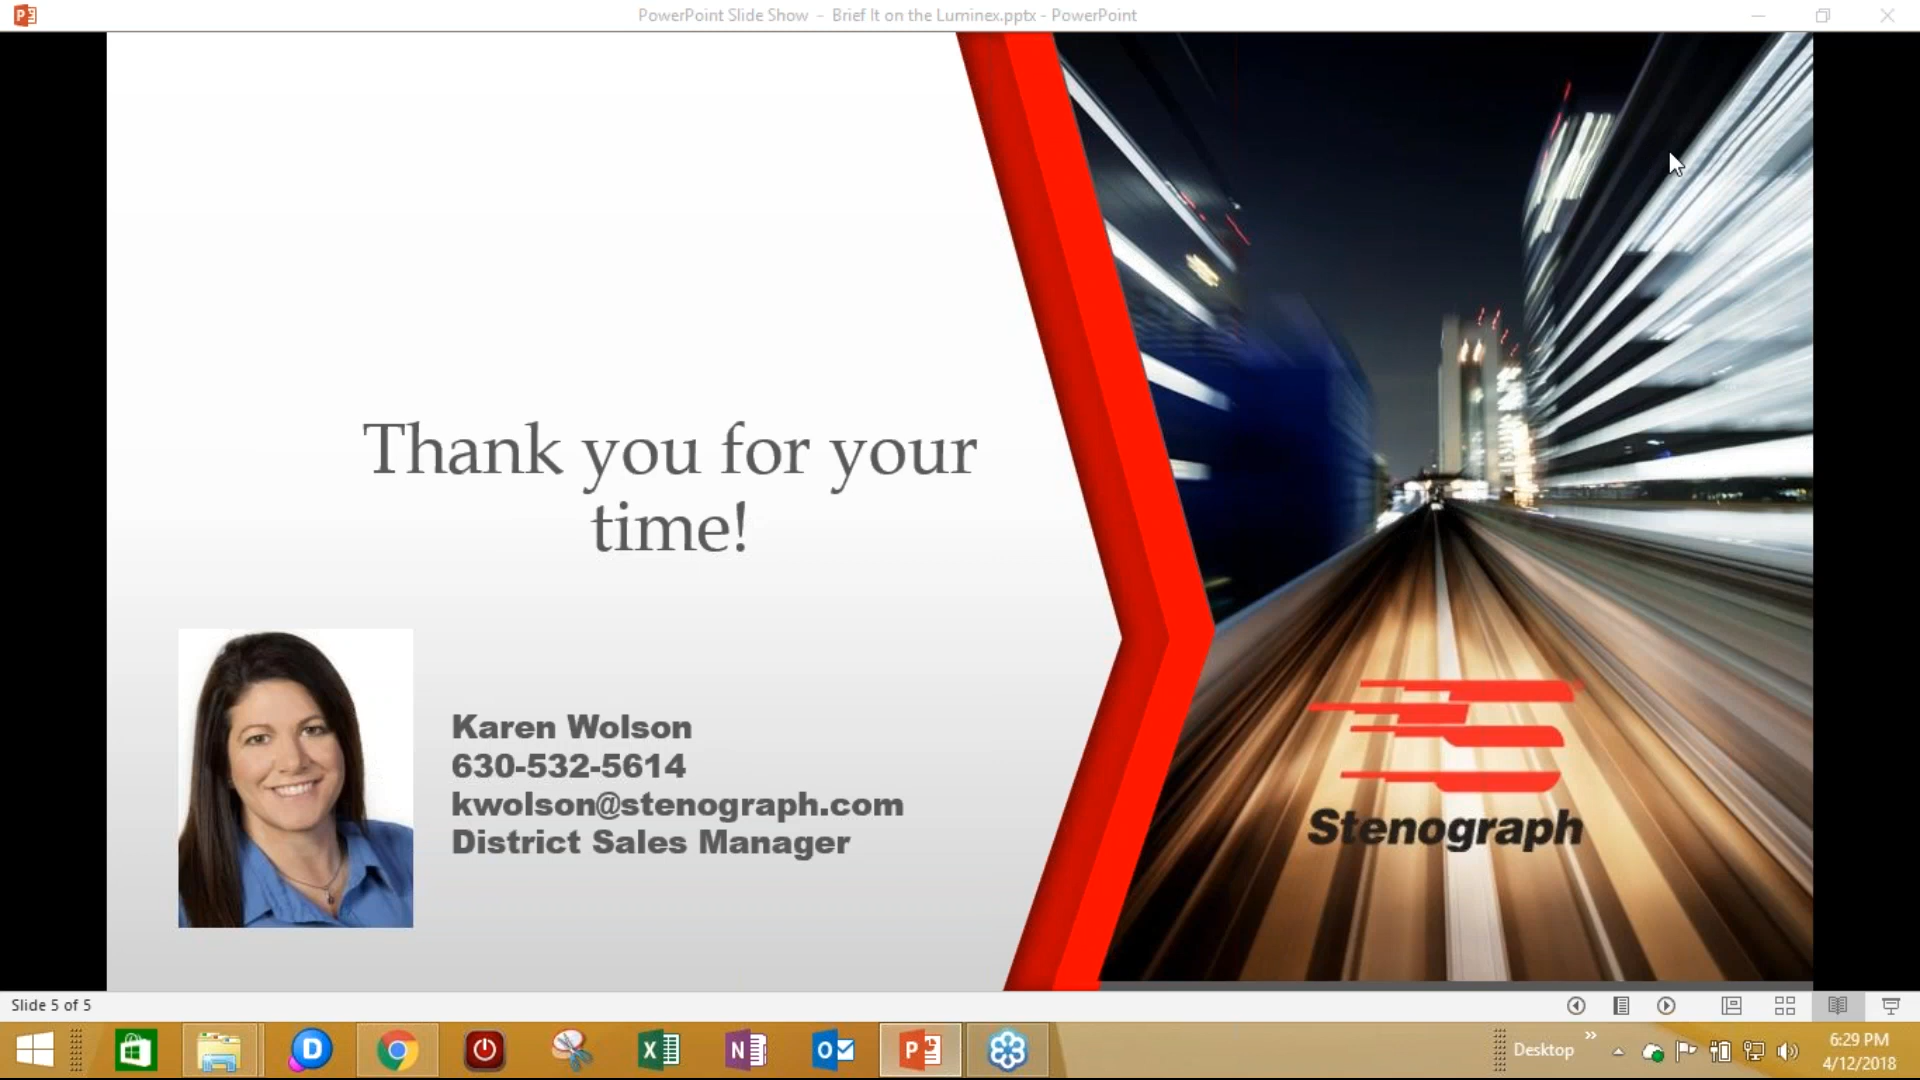 PowerPoint Slide Show - Brief It on the Luminex.pptx - PowerPoint
Thank you for your
time!
Karen Wolson
630-532-5614
kwolson@stenograph.com
District Sales Manager
Stenograph
Slide 5 of 5
Desktop
6:29 PM
4/12/2018